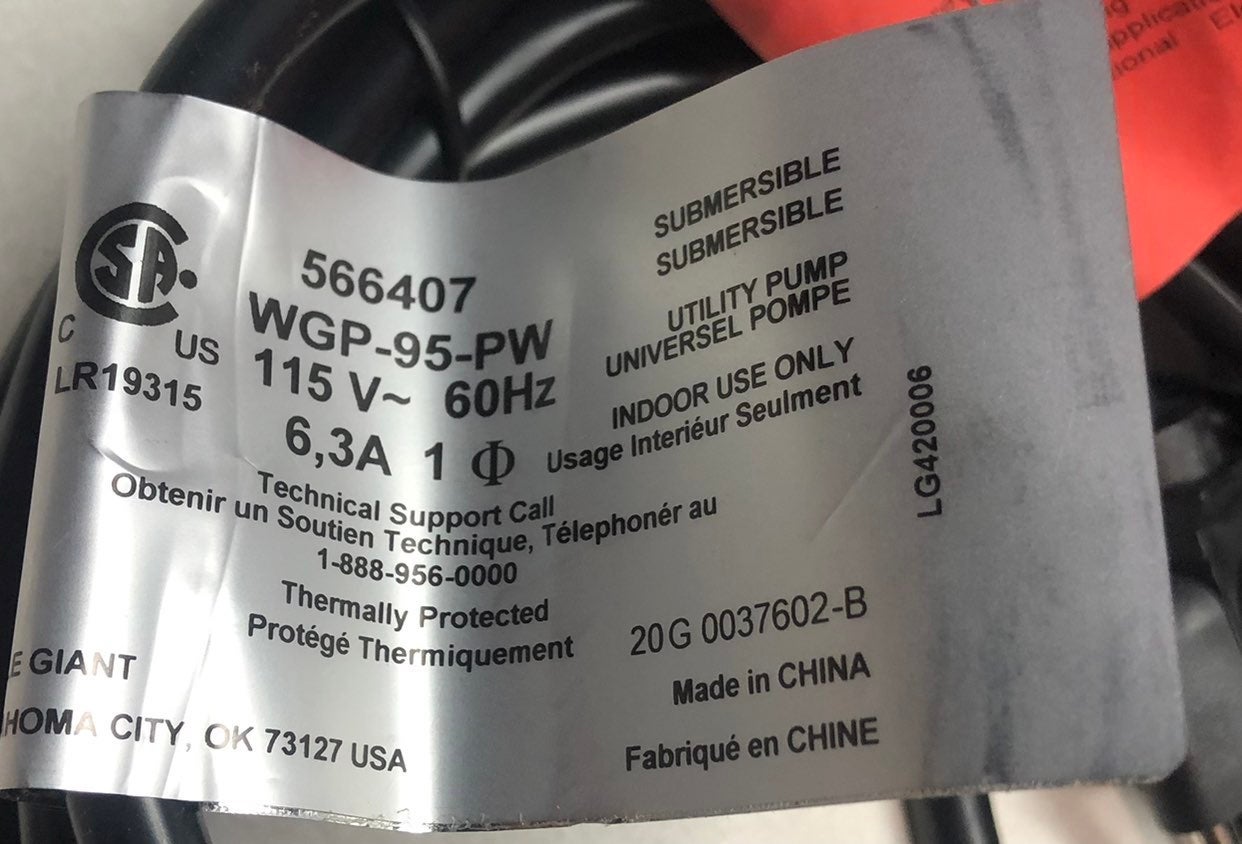 SA
C US
LR19315
566407
WGP-95-PW
115 V~ 60Hz
6,3A 1 Φ
Technical Support Call
Obtenir un Soutien Technique, Télephonér au
1-888-956-0000
Thermally Protected
Protégé Thermiquement
E GIANT
HOMA CITY, OK 73127 USA
SUBMERSIBLE
SUBMERSIBLE
UTILITY PUMP
UNIVERSEL POMPE
INDOOR USE ONLY
Usage Interiéur Seulment
20G 0037602-B
Made in CHINA
Fabriqué en CHINE
LG420006